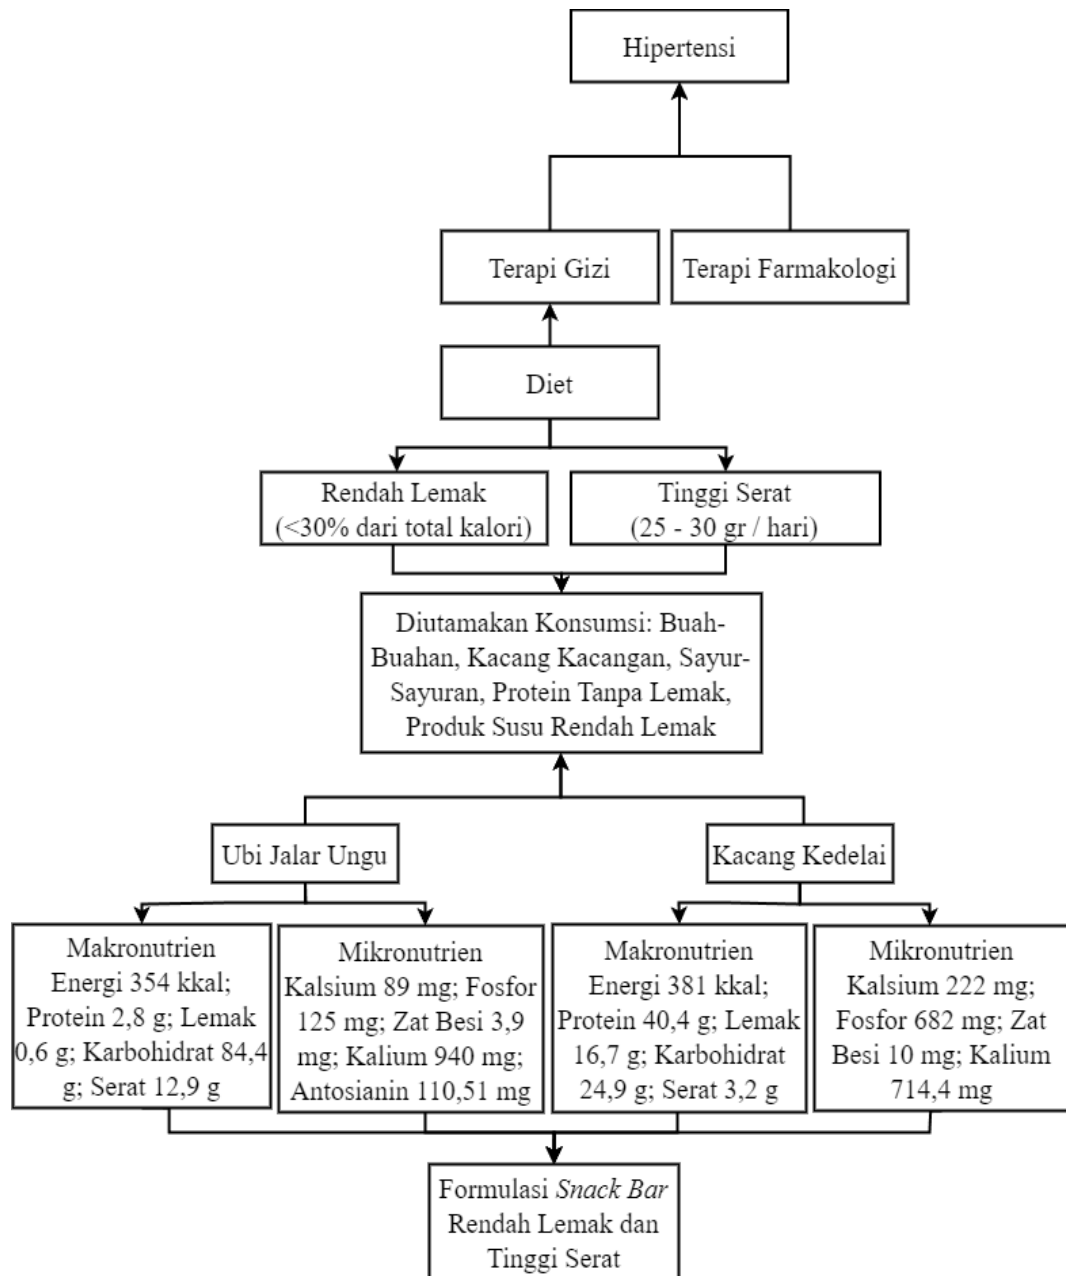 Hipertensi
Terapi Gizi
Terapi Farmakologi
Diet
Rendah Lemak
(<30% dari total kalori)
Tinggi Serat
(25 - 30 gr / hari)
Diutamakan Konsumsi: Buah-
Buahan, Kacang Kacangan, Sayur-
Sayuran, Protein Tanpa Lemak,
Produk Susu Rendah Lemak
Ubi Jalar Ungu
Kacang Kedelai
Makronutrien
Energi 354 kkal;
Protein 2,8 g; Lemak
0,6 g; Karbohidrat 84,4
g; Serat 12,9 g
Mikronutrien
Kalsium 89 mg; Fosfor
125 mg; Zat Besi 3,9
mg; Kalium 940 mg;
Antosianin 110,51 mg
Makronutrien
Energi 381 kkal;
Protein 40,4 g; Lemak
16,7 g; Karbohidrat
24,9 g; Serat 3,2 g
Mikronutrien
Kalsium 222 mg;
Fosfor 682 mg; Zat
Besi 10 mg; Kalium
714,4 mg
Formulasi Snack Bar
Rendah Lemak dan
Tinggi Serat